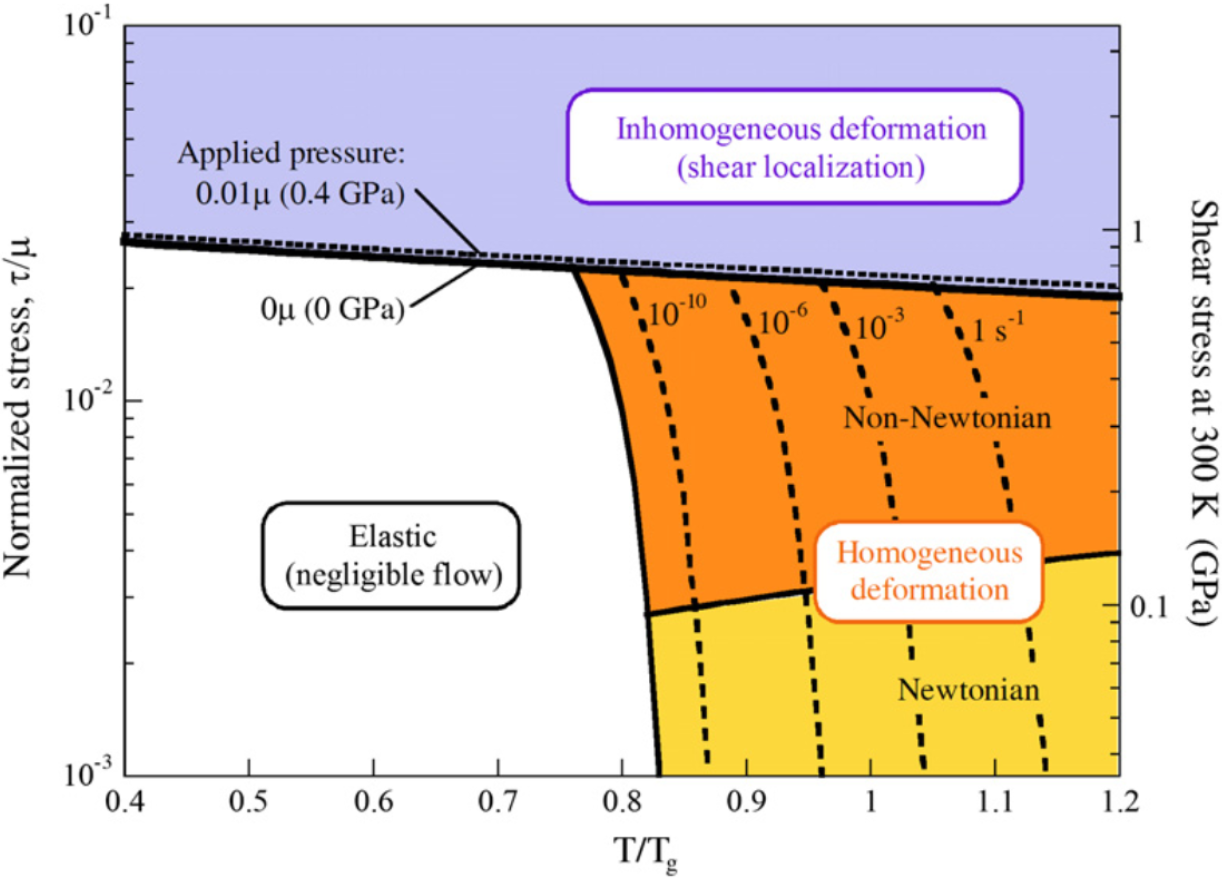 10⁻¹
Inhomogeneous deformation
(shear localization)
Applied pressure:
0.01μ (0.4 GPa)
0μ (0 GPa)
1
10⁻¹⁰
10⁻⁶
10⁻³
1 s⁻¹
10⁻²
Non-Newtonian
Normalized stress, τ/μ
Shear stress at 300 K (GPa)
Elastic
(negligible flow)
Homogeneous
deformation
0.1
Newtonian
10⁻³
0.4
0.5
0.6
0.7
0.8
0.9
1
1.1
1.2
T/Tg